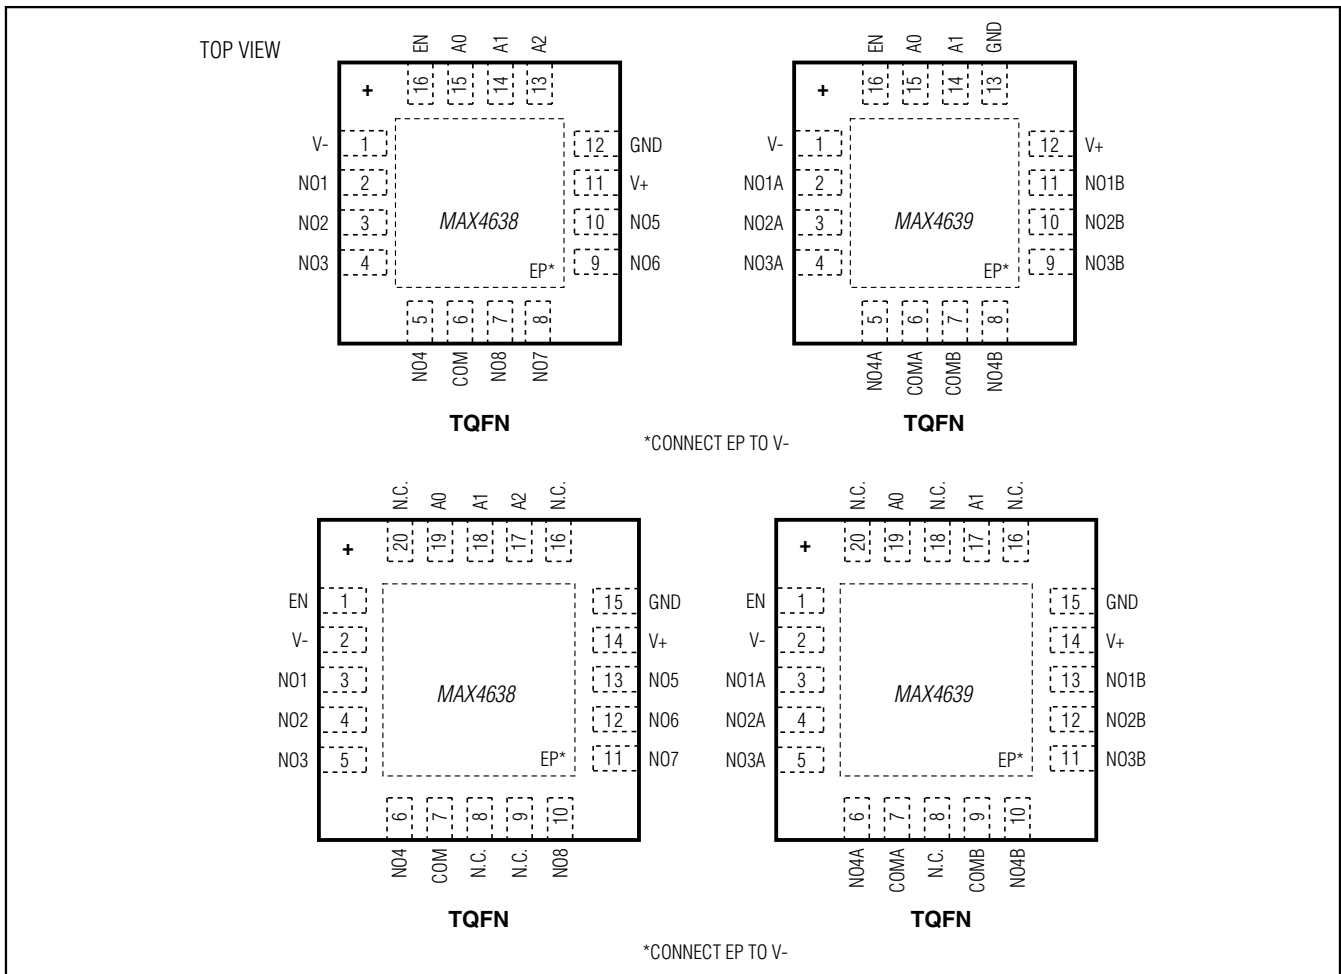 TOP VIEW
EN A0 A1 A2
16 15 14 13
+
V- 1
NO1 2
NO2 3
NO3 4
12 GND
11 V+
10 NO5
9 NO6
MAX4638
EP*
5 6 7 8
NO4 COM NO8 NO7
TQFN
EN A0 A1 GND
16 15 14 13
+
V- 1
NO1A 2
NO2A 3
NO3A 4
12 V+
11 NO1B
10 NO2B
9 NO3B
MAX4639
EP*
5 6 7 8
NO4A COMA COMB NO4B
TQFN
*CONNECT EP TO V-
N.C. A0 A1 A2 N.C.
20 19 18 17 16
+
EN 1
V- 2
NO1 3
NO2 4
NO3 5
15 GND
14 V+
13 NO5
12 NO6
11 NO7
MAX4638
EP*
6 7 8 9 10
NO4 COM N.C. N.C. NO8
TQFN
N.C. A0 N.C. A1 N.C.
20 19 18 17 16
+
EN 1
V- 2
NO1A 3
NO2A 4
NO3A 5
15 GND
14 V+
13 NO1B
12 NO2B
11 NO3B
MAX4639
EP*
6 7 8 9 10
NO4A COMA N.C. COMB NO4B
TQFN
*CONNECT EP TO V-